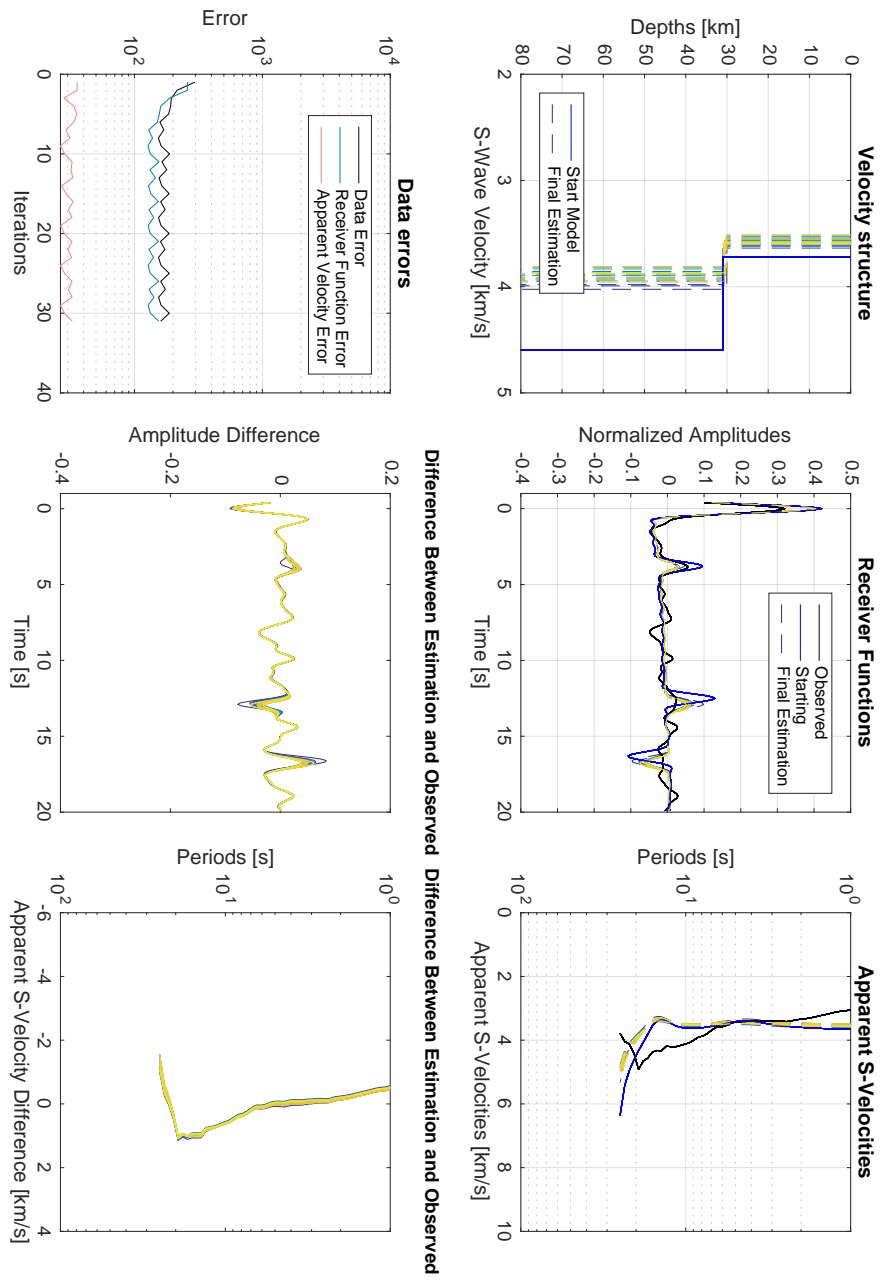 Velocity structure
Depths [km]
0
10
20
30
40
50
60
70
80
2
3
4
5
S-Wave Velocity [km/s]
Start Model
Final Estimation
Receiver Functions
Normalized Amplitudes
0.5
0.4
0.3
0.2
0.1
0
-0.1
-0.2
-0.3
-0.4
0
5
10
15
20
Time [s]
Observed
Starting
Final Estimation
Apparent S-Velocities
Periods [s]
10^0
10^1
10^2
0
2
4
6
8
10
Apparent S-Velocities [km/s]
Data errors
Error
10^4
10^3
10^2
0
10
20
30
40
Iterations
Data Error
Receiver Function Error
Apparent Velocity Error
Difference Between Estimation and Observed
Amplitude Difference
0.2
0
-0.2
-0.4
0
5
10
15
20
Time [s]
Difference Between Estimation and Observed
Periods [s]
10^0
10^1
10^2
-6
-4
-2
0
2
4
Apparent S-Velocity Difference [km/s]